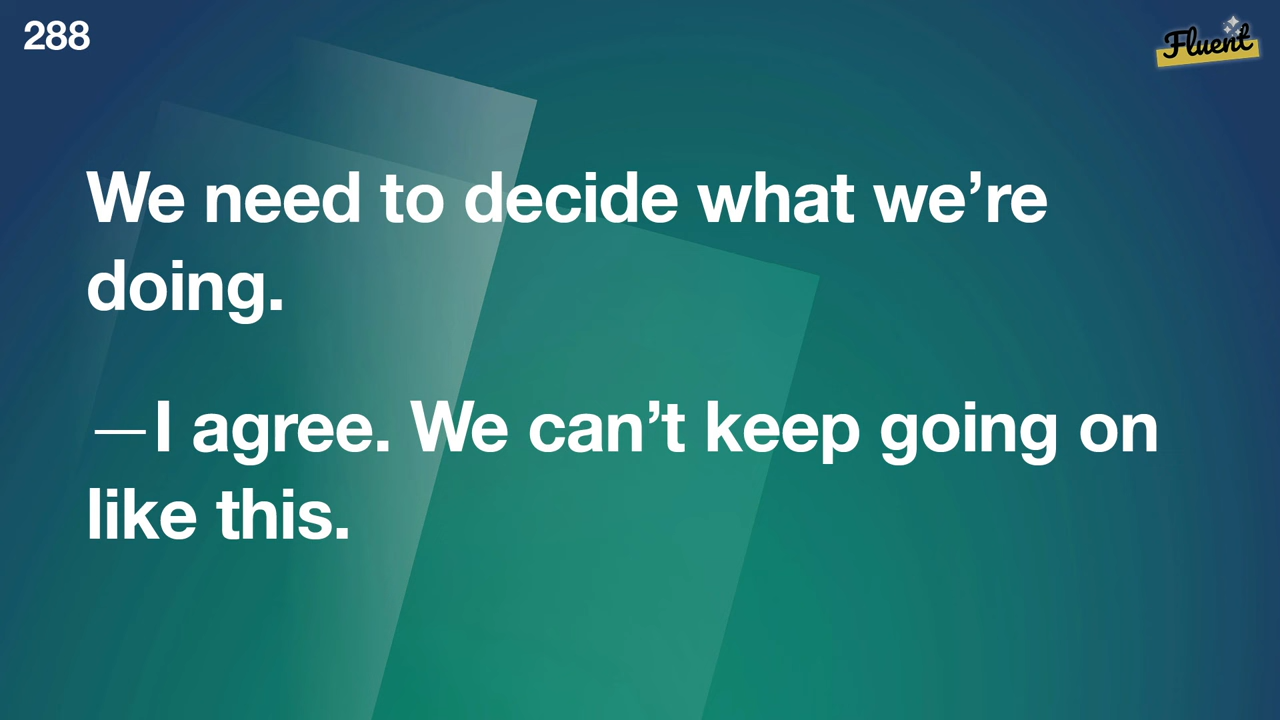 288
Fluent
We need to decide what we’re
doing.
—I agree. We can’t keep going on
like this.